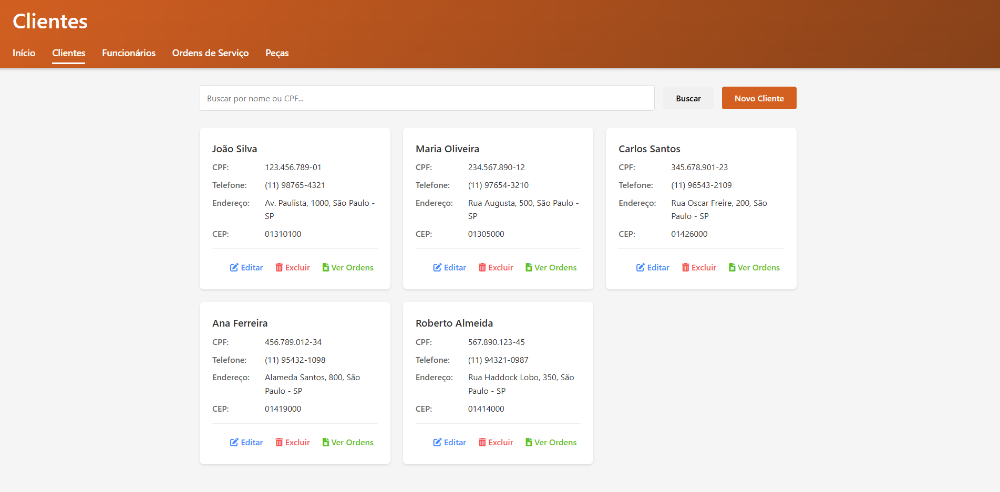 Clientes
Início Clientes Funcionários Ordens de Serviço Peças
Buscar por nome ou CPF... Buscar Novo Cliente
João Silva
CPF: 123.456.789-01
Telefone: (11) 98765-4321
Endereço: Av. Paulista, 1000, São Paulo -
SP
CEP: 01310100
Editar Excluir Ver Ordens
Maria Oliveira
CPF: 234.567.890-12
Telefone: (11) 97654-3210
Endereço: Rua Augusta, 500, São Paulo -
SP
CEP: 01305000
Editar Excluir Ver Ordens
Carlos Santos
CPF: 345.678.901-23
Telefone: (11) 96543-2109
Endereço: Rua Oscar Freire, 200, São
Paulo - SP
CEP: 01426000
Editar Excluir Ver Ordens
Ana Ferreira
CPF: 456.789.012-34
Telefone: (11) 95432-1098
Endereço: Alameda Santos, 800, São
Paulo - SP
CEP: 01419000
Editar Excluir Ver Ordens
Roberto Almeida
CPF: 567.890.123-45
Telefone: (11) 94321-0987
Endereço: Rua Haddock Lobo, 350, São
Paulo - SP
CEP: 01414000
Editar Excluir Ver Ordens